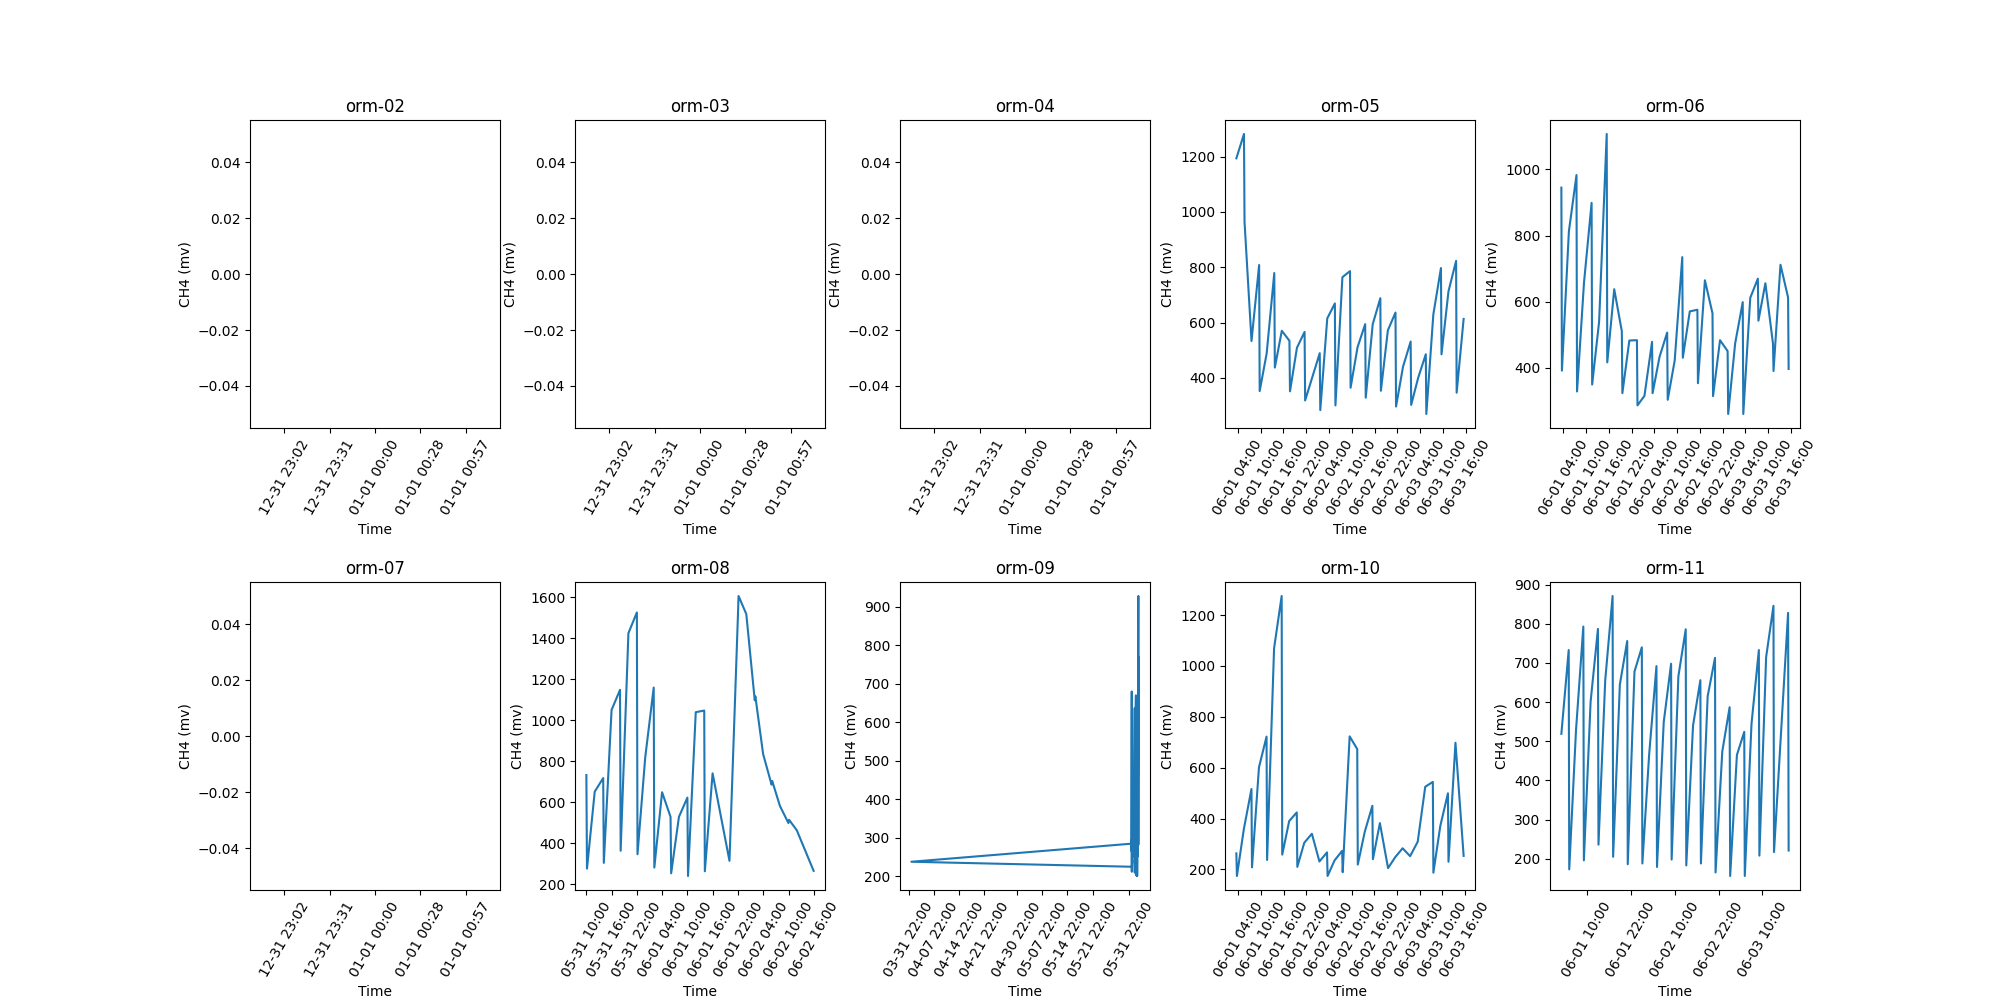 orm-02 orm-03 orm-04 orm-05 orm-06
CH4 (mv) 0.04 0.02 0.00 −0.02 −0.04
12-31 23:02 12-31 23:31 01-01 00:00 01-01 00:28 01-01 00:57
Time
CH4 (mv) 0.04 0.02 0.00 −0.02 −0.04
12-31 23:02 12-31 23:31 01-01 00:00 01-01 00:28 01-01 00:57
Time
CH4 (mv) 0.04 0.02 0.00 −0.02 −0.04
12-31 23:02 12-31 23:31 01-01 00:00 01-01 00:28 01-01 00:57
Time
CH4 (mv) 1200 1000 800 600 400
06-01 04:00 06-01 10:00 06-01 16:00 06-01 22:00 06-02 04:00 06-02 10:00 06-02 16:00 06-02 22:00 06-03 04:00 06-03 10:00 06-03 16:00
Time
CH4 (mv) 1000 800 600 400
06-01 04:00 06-01 10:00 06-01 16:00 06-01 22:00 06-02 04:00 06-02 10:00 06-02 16:00 06-02 22:00 06-03 04:00 06-03 10:00 06-03 16:00
Time
orm-07 orm-08 orm-09 orm-10 orm-11
CH4 (mv) 0.04 0.02 0.00 −0.02 −0.04
12-31 23:02 12-31 23:31 01-01 00:00 01-01 00:28 01-01 00:57
Time
CH4 (mv) 1600 1400 1200 1000 800 600 400 200
05-31 10:00 05-31 16:00 05-31 22:00 06-01 04:00 06-01 10:00 06-01 16:00 06-01 22:00 06-02 04:00 06-02 10:00 06-02 16:00
Time
CH4 (mv) 900 800 700 600 500 400 300 200
03-31 22:00 04-07 22:00 04-14 22:00 04-21 22:00 04-30 22:00 05-07 22:00 05-14 22:00 05-21 22:00 05-31 22:00
Time
CH4 (mv) 1200 1000 800 600 400 200
06-01 04:00 06-01 10:00 06-01 16:00 06-01 22:00 06-02 04:00 06-02 10:00 06-02 16:00 06-02 22:00 06-03 04:00 06-03 10:00 06-03 16:00
Time
CH4 (mv) 900 800 700 600 500 400 300 200
06-01 10:00 06-01 22:00 06-02 10:00 06-02 22:00 06-03 10:00
Time